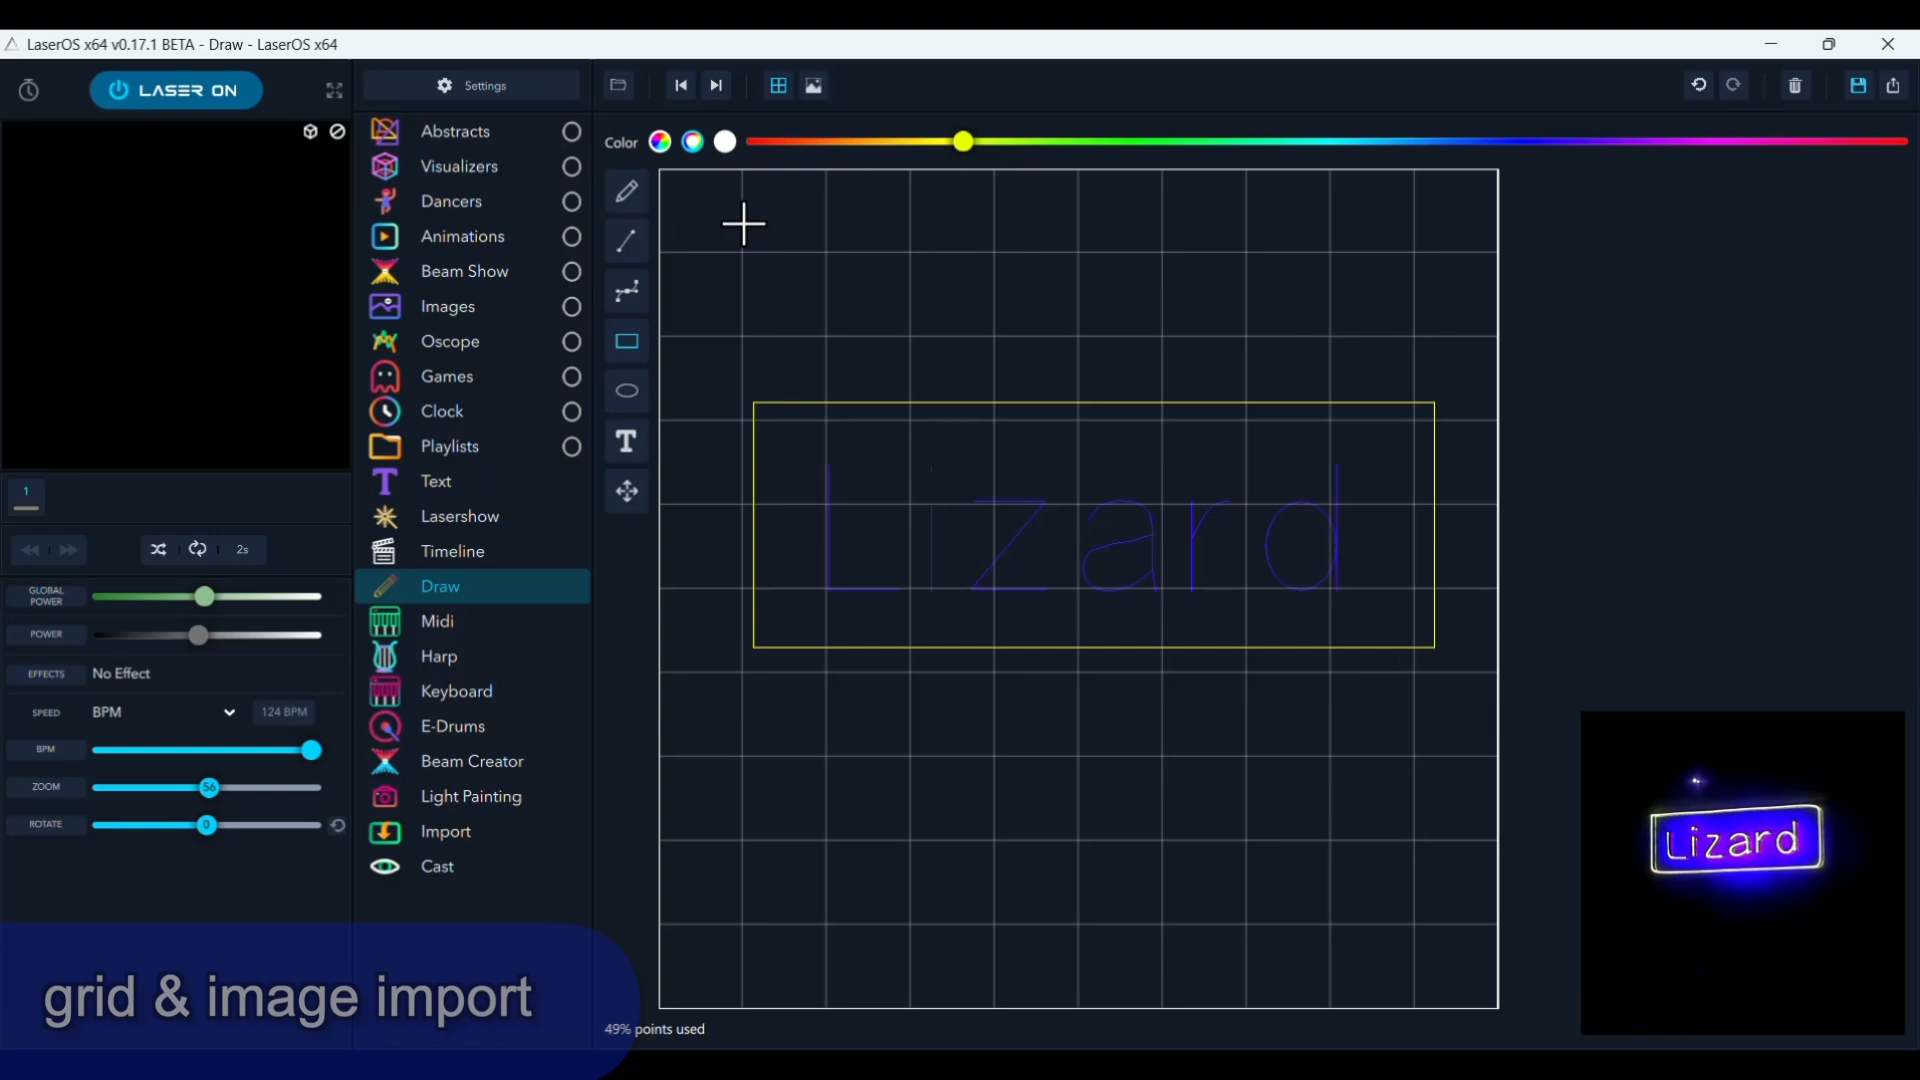 LaserOS x64 v0.17.1 BETA - Draw - LaserOS x64
LASER ON
Settings
Color
Abstracts
Visualizers
Dancers
Animations
Beam Show
Images
Oscope
Games
Clock
Playlists
Text
Lasershow
Timeline
Draw
Midi
Harp
Keyboard
E-Drums
Beam Creator
Light Painting
Import
Cast
1
2s
GLOBAL
POWER
POWER
EFFECTS No Effect
SPEED BPM 124 BPM
BPM
ZOOM 56
ROTATE 0
T
Lizard
Lizard
grid & image import
49% points used